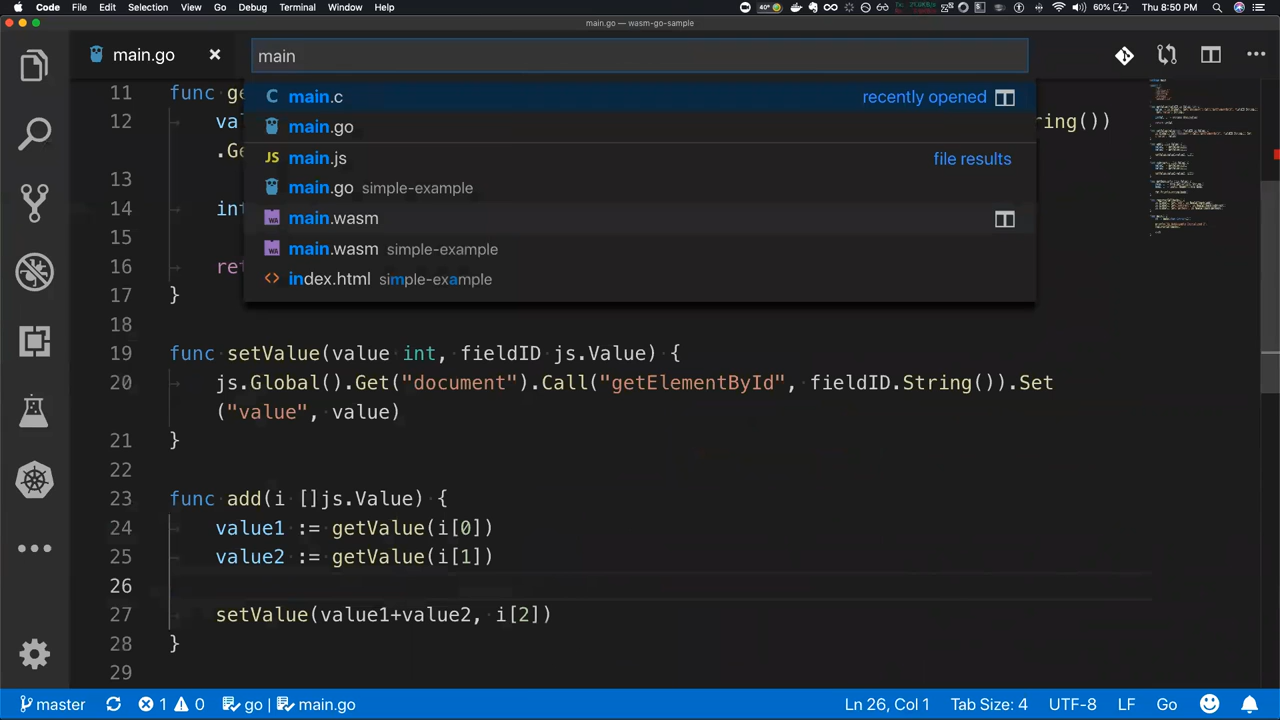 Code File Edit Selection View Go Debug Terminal Window Help 40° 60% Thu 8:50 PM
main.go — wasm-go-sample
main.go
main
main.c recently opened
main.go
JS main.js file results
main.go simple-example
WA main.wasm
WA main.wasm simple-example
index.html simple-example
11 func ge
12 va ring())
.Ge
13
14 int
15
16 ret
17 }
18
19 func setValue(value int, fieldID js.Value) {
20 js.Global().Get("document").Call("getElementById", fieldID.String()).Set
("value", value)
21 }
22
23 func add(i []js.Value) {
24 value1 := getValue(i[0])
25 value2 := getValue(i[1])
26
27 setValue(value1+value2, i[2])
28 }
29
master 1 0 go main.go Ln 26, Col 1 Tab Size: 4 UTF-8 LF Go